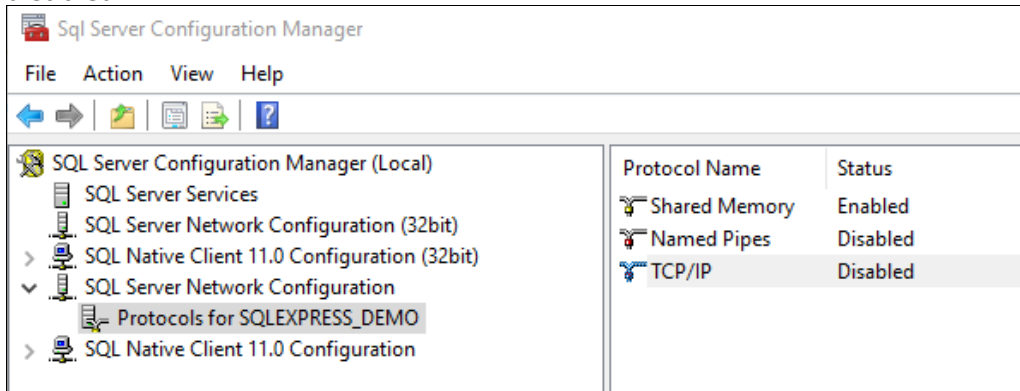 Sql Server Configuration Manager
File Action View Help
SQL Server Configuration Manager (Local)
SQL Server Services
SQL Server Network Configuration (32bit)
SQL Native Client 11.0 Configuration (32bit)
SQL Server Network Configuration
Protocols for SQLEXPRESS_DEMO
SQL Native Client 11.0 Configuration
Protocol Name Status
Shared Memory Enabled
Named Pipes Disabled
TCP/IP Disabled